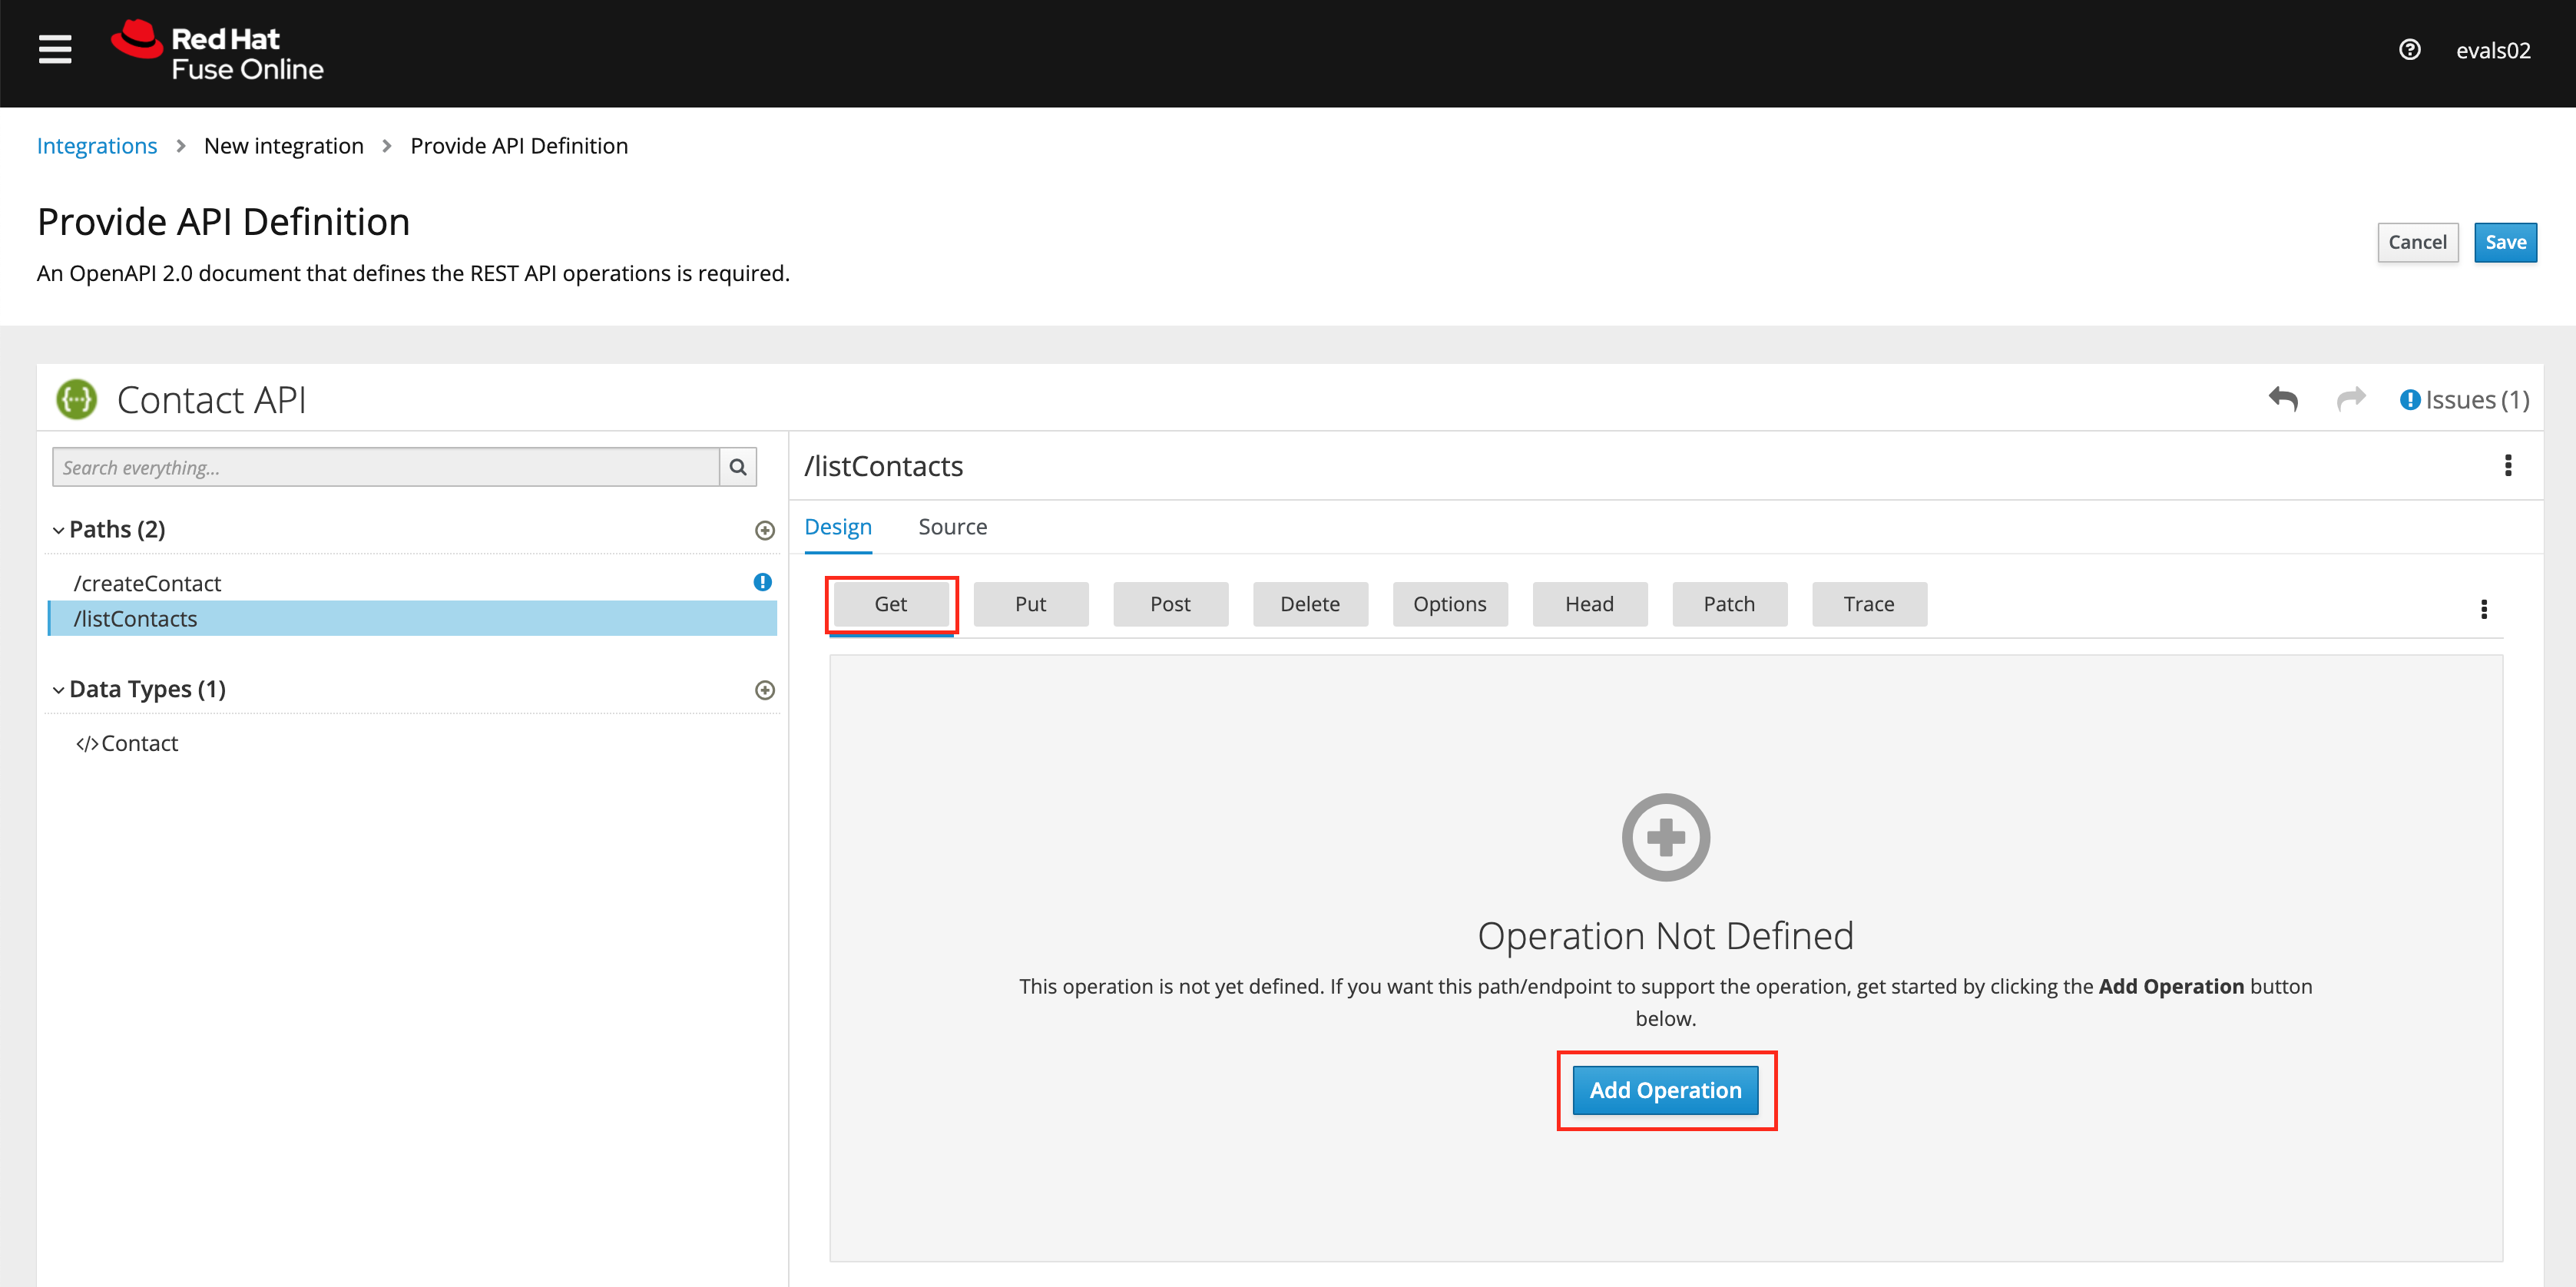 Red Hat
Fuse Online
evals02
Integrations > New integration > Provide API Definition
Provide API Definition
Cancel Save
An OpenAPI 2.0 document that defines the REST API operations is required.
Contact API
Issues (1)
Search everything...
/listContacts
Paths (2)
Design Source
/createContact
/listContacts
Get Put Post Delete Options Head Patch Trace
Data Types (1)
</>Contact
Operation Not Defined
This operation is not yet defined. If you want this path/endpoint to support the operation, get started by clicking the Add Operation button
below.
Add Operation